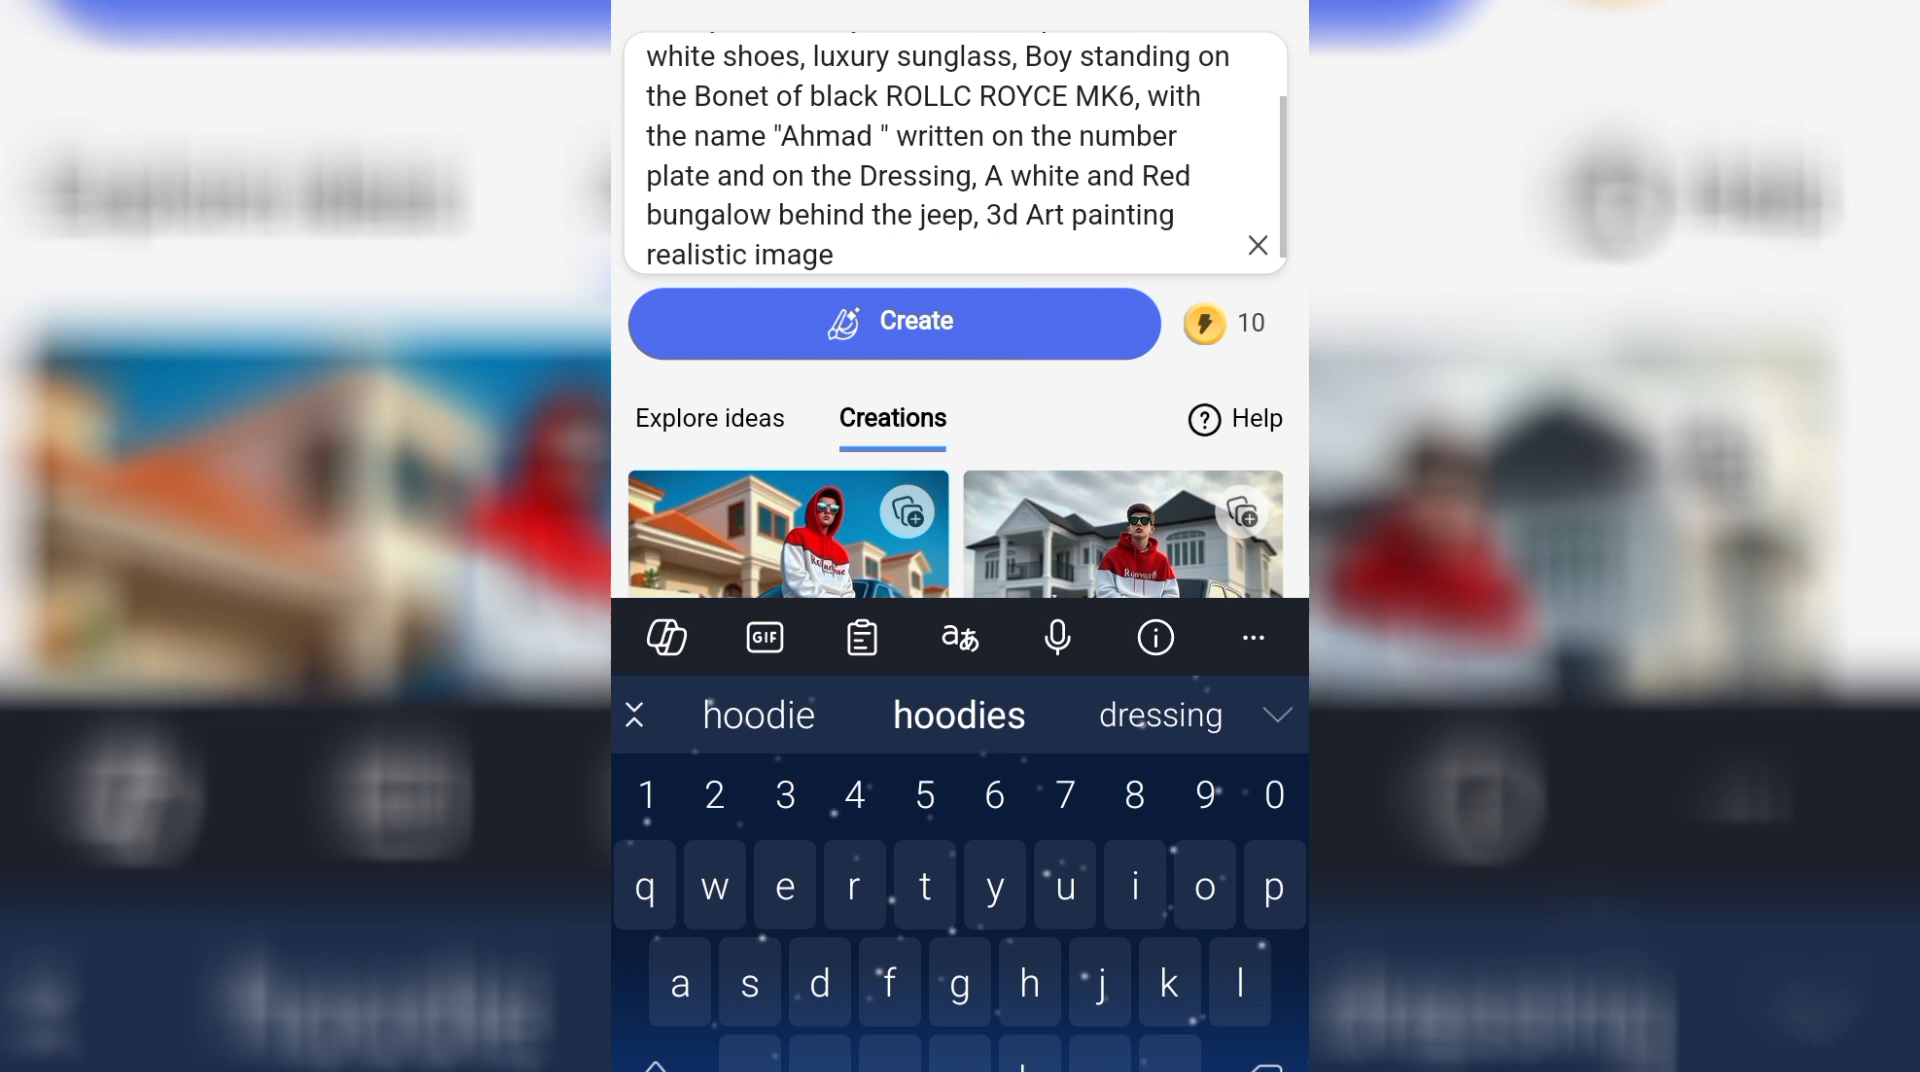 white shoes, luxury sunglass, Boy standing on
the Bonet of black ROLLC ROYCE MK6, with
the name "Ahmad " written on the number
plate and on the Dressing, A white and Red
bungalow behind the jeep, 3d Art painting
realistic image
Create
10
Explore ideas
Creations
Help
GIF
aあ
hoodie
hoodies
dressing
1 2 3 4 5 6 7 8 9 0
q w e r t y u i o p
a s d f g h j k l